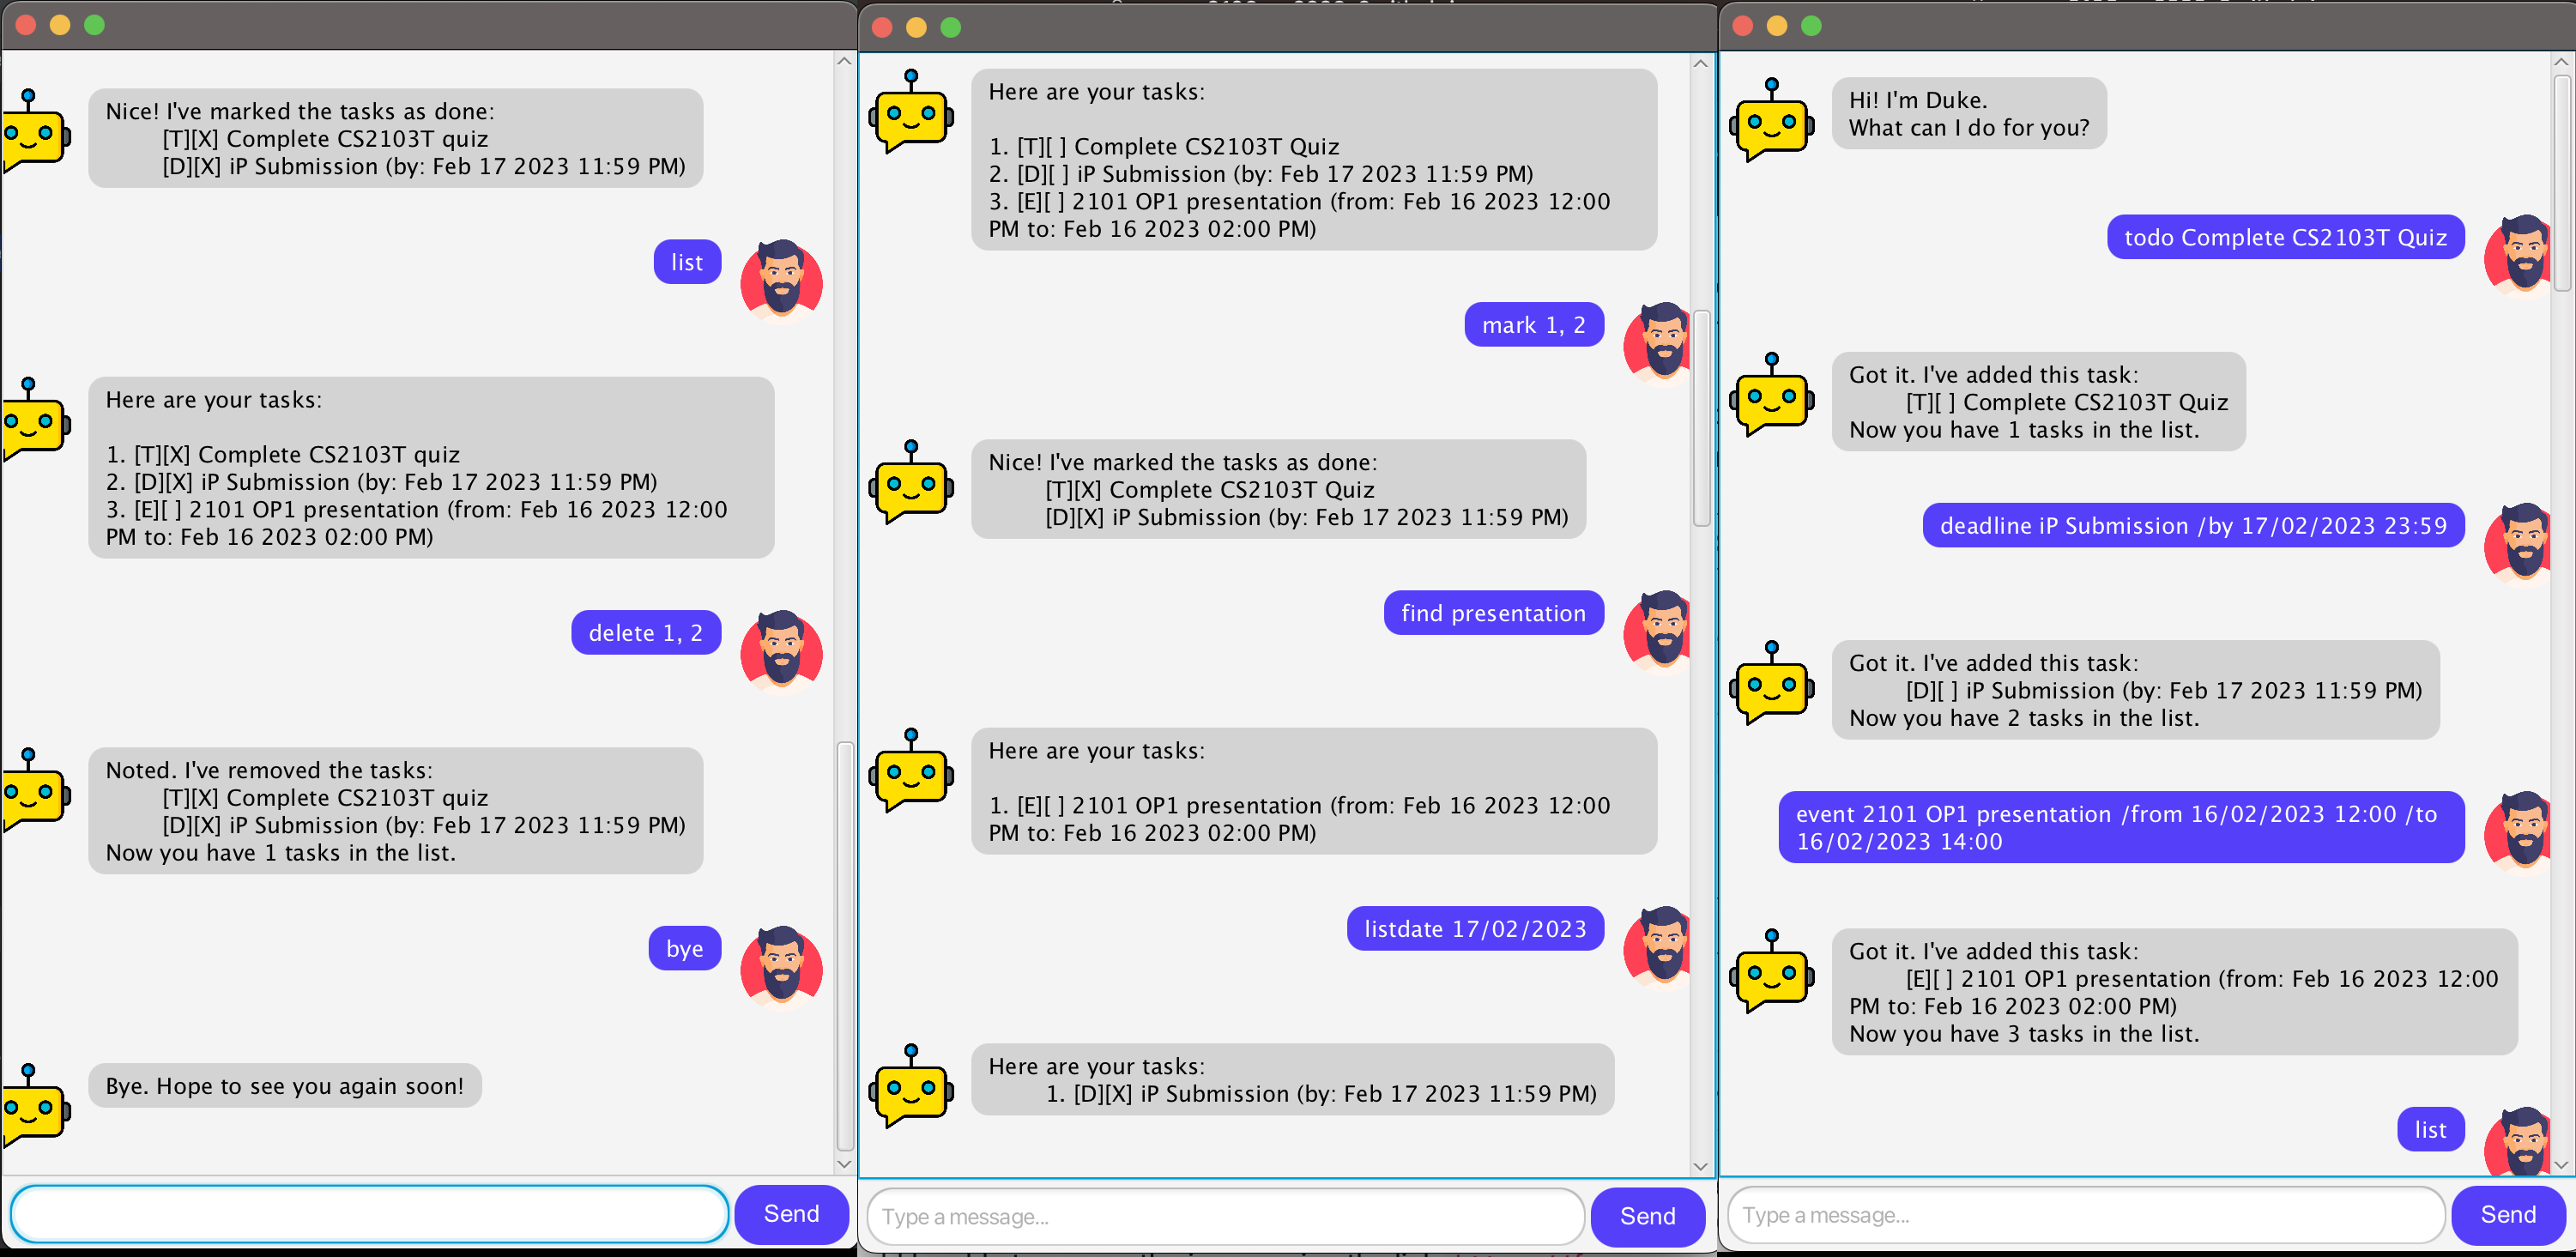 Nice! I've marked the tasks as done:
[T][X] Complete CS2103T quiz
[D][X] iP Submission (by: Feb 17 2023 11:59 PM)
list
Here are your tasks:
1. [T][X] Complete CS2103T quiz
2. [D][X] iP Submission (by: Feb 17 2023 11:59 PM)
3. [E][ ] 2101 OP1 presentation (from: Feb 16 2023 12:00
PM to: Feb 16 2023 02:00 PM)
delete 1, 2
Noted. I've removed the tasks:
[T][X] Complete CS2103T quiz
[D][X] iP Submission (by: Feb 17 2023 11:59 PM)
Now you have 1 tasks in the list.
bye
Bye. Hope to see you again soon!
Send
Here are your tasks:
1. [T][ ] Complete CS2103T Quiz
2. [D][ ] iP Submission (by: Feb 17 2023 11:59 PM)
3. [E][ ] 2101 OP1 presentation (from: Feb 16 2023 12:00
PM to: Feb 16 2023 02:00 PM)
mark 1, 2
Nice! I've marked the tasks as done:
[T][X] Complete CS2103T Quiz
[D][X] iP Submission (by: Feb 17 2023 11:59 PM)
find presentation
Here are your tasks:
1. [E][ ] 2101 OP1 presentation (from: Feb 16 2023 12:00
PM to: Feb 16 2023 02:00 PM)
listdate 17/02/2023
Here are your tasks:
1. [D][X] iP Submission (by: Feb 17 2023 11:59 PM)
Type a message...
Send
Hi! I'm Duke.
What can I do for you?
todo Complete CS2103T Quiz
Got it. I've added this task:
[T][ ] Complete CS2103T Quiz
Now you have 1 tasks in the list.
deadline iP Submission /by 17/02/2023 23:59
Got it. I've added this task:
[D][ ] iP Submission (by: Feb 17 2023 11:59 PM)
Now you have 2 tasks in the list.
event 2101 OP1 presentation /from 16/02/2023 12:00 /to
16/02/2023 14:00
Got it. I've added this task:
[E][ ] 2101 OP1 presentation (from: Feb 16 2023 12:00
PM to: Feb 16 2023 02:00 PM)
Now you have 3 tasks in the list.
list
Type a message...
Send